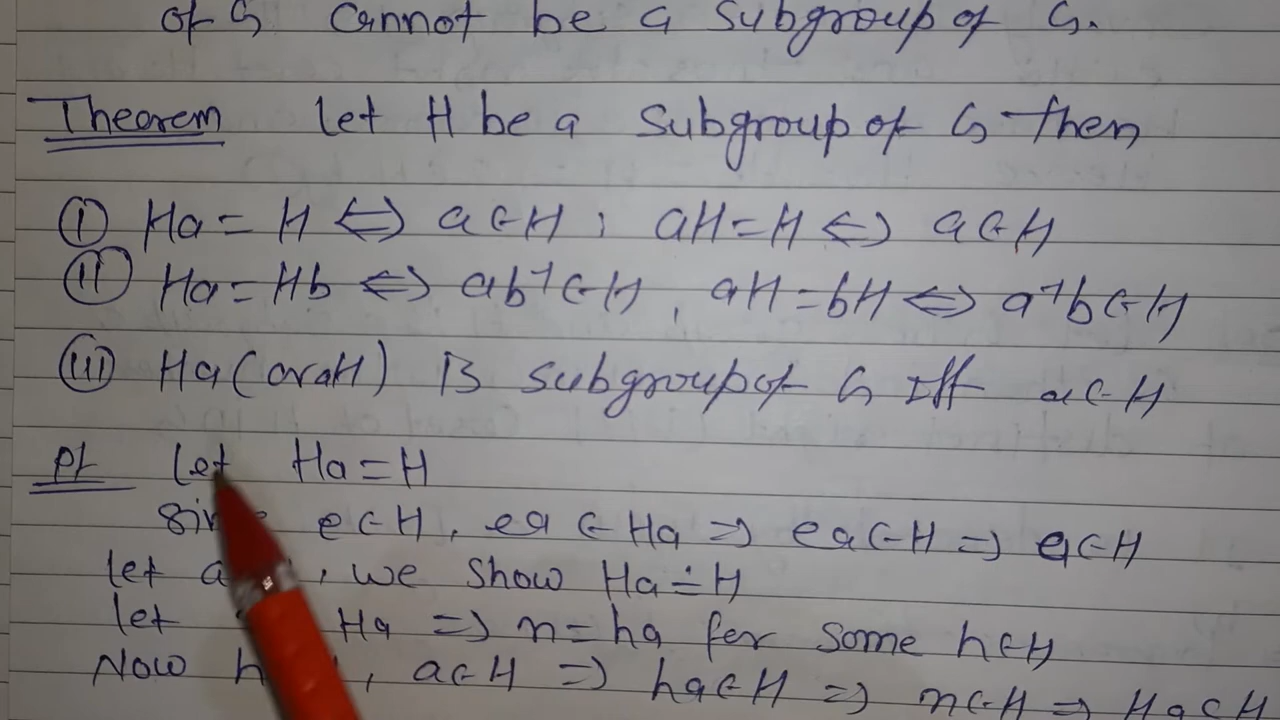 of G cannot be a subgroup of G.
Theorem Let H be a subgroup of G then
(i) Ha = H ⇔ a ∈ H ; aH = H ⇔ a ∈ H
(ii) Ha = Hb ⇔ ab⁻¹ ∈ H , aH = bH ⇔ a⁻¹b ∈ H
(iii) Ha (or aH) is subgroup of G iff a ∈ H
Pf Let Ha = H
e ∈ H , ea ∈ Ha ⇒ ea ∈ H ⇒ a ∈ H
let a , we show Ha = H
let Ha ⇒ x = ha for some h ∈ H
Now h , a ∈ H ⇒ ha ∈ H ⇒ x ∈ H ⇒ Ha ⊂ H